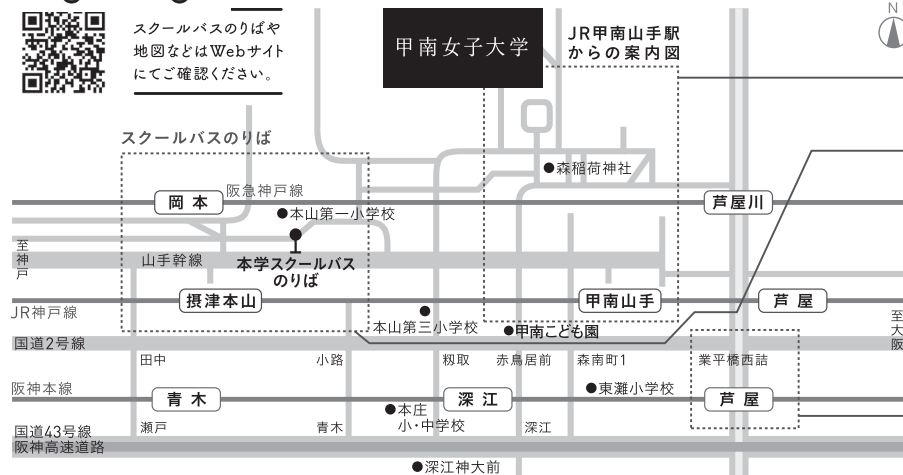 スクールバスのりばや
地図などはWebサイト
にてご確認ください。
甲南女子大学
JR甲南山手駅
からの案内図
N
スクールバスのりば
森稲荷神社
岡本
阪急神戸線
芦屋川
本山第一小学校
至神戸
山手幹線
本学スクールバス
のりば
摂津本山
甲南山手
芦屋
JR神戸線
本山第三小学校
甲南こども園
至大阪
国道2号線
田中
小路
籾取
赤鳥居前
森南町1
業平橋西詰
阪神本線
青木
深江
東灘小学校
芦屋
本庄
小・中学校
国道43号線
瀬戸
青木
深江
阪神高速道路
深江神大前